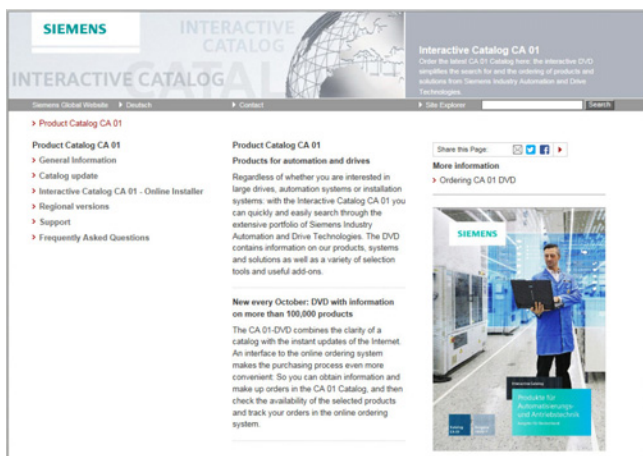 SIEMENS
INTERACTIVE
CATALOG
INTERACTIVE CATALOG
CATAL
Interactive Catalog CA 01
Order the latest CA 01 Catalog here: the interactive DVD
simplifies the search for and the ordering of products and
solutions from Siemens Industry Automation and Drive
Technologies.
Siemens Global Website
Deutsch
Contact
Site Explorer
Search
Product Catalog CA 01
Product Catalog CA 01
General Information
Catalog update
Interactive Catalog CA 01 - Online Installer
Regional versions
Support
Frequently Asked Questions
Product Catalog CA 01
Products for automation and drives
Regardless of whether you are interested in
large drives, automation systems or installation
systems: with the Interactive Catalog CA 01 you
can quickly and easily search through the
extensive portfolio of Siemens Industry
Automation and Drive Technologies. The DVD
contains information on our products, systems
and solutions as well as a variety of selection
tools and useful add-ons.
New every October: DVD with information
on more than 100,000 products
The CA 01-DVD combines the clarity of a
catalog with the instant updates of the Internet.
An interface to the online ordering system
makes the purchasing process even more
convenient: So you can obtain information and
make up orders in the CA 01 Catalog, and then
check the availability of the selected products
and track your orders in the online ordering
system.
Share this Page:
More information
Ordering CA 01 DVD
SIEMENS
Produkte für
Automatisierungs-
und Antriebstechnik